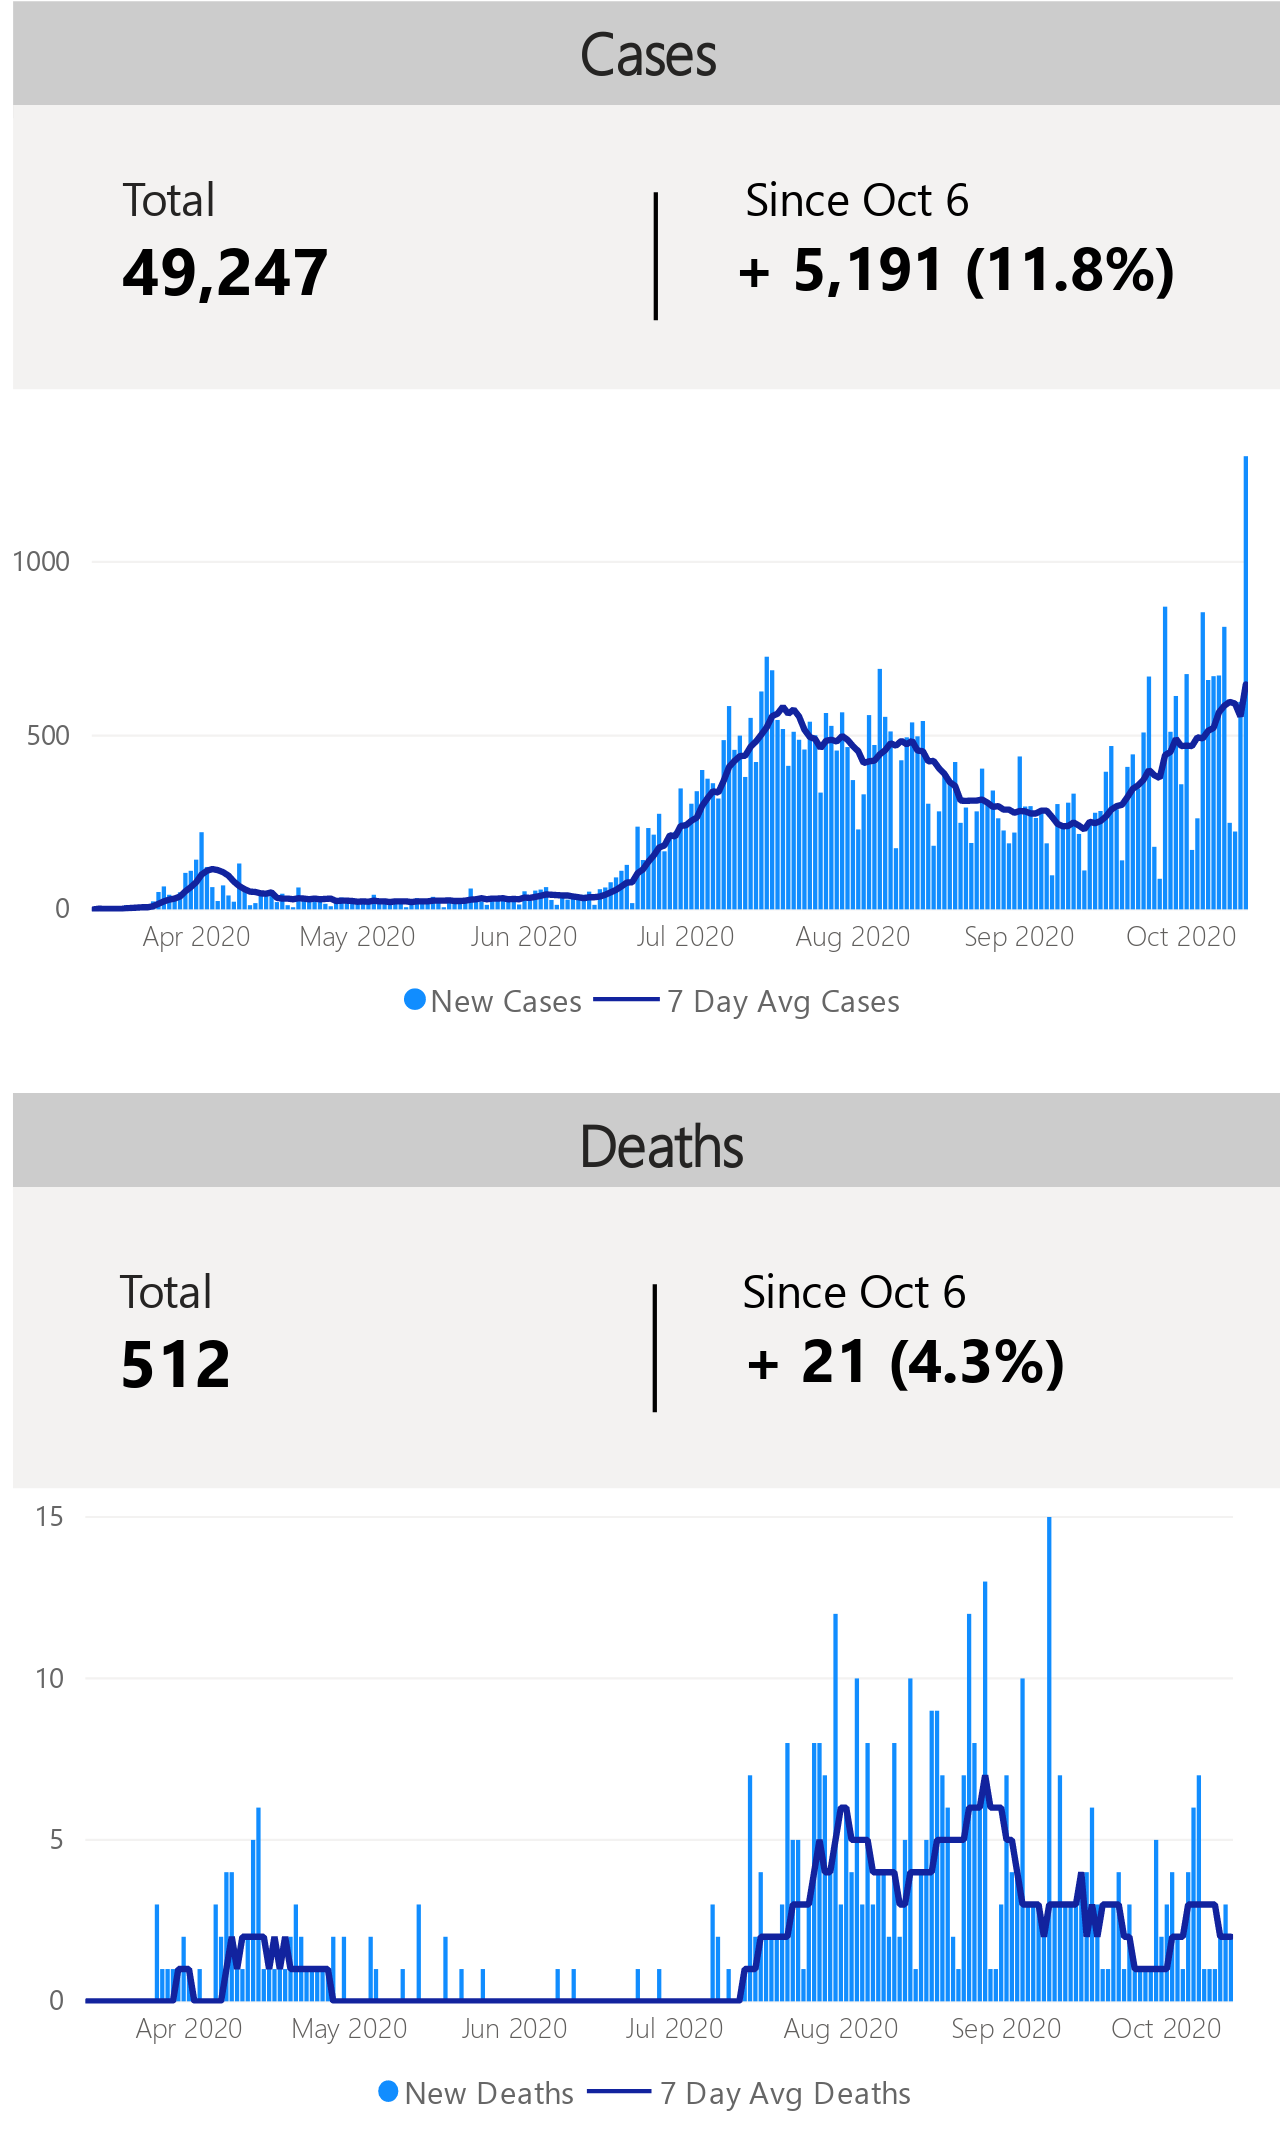 Cases
Total
Since Oct 6
49,247
+ 5,191 (11.8%)
1000
500
0
Apr 2020 May 2020 Jun 2020 Jul 2020 Aug 2020 Sep 2020 Oct 2020
New Cases 7 Day Avg Cases
Deaths
Total
Since Oct 6
512
+ 21 (4.3%)
15
10
5
0
Apr 2020 May 2020 Jun 2020 Jul 2020 Aug 2020 Sep 2020 Oct 2020
New Deaths 7 Day Avg Deaths